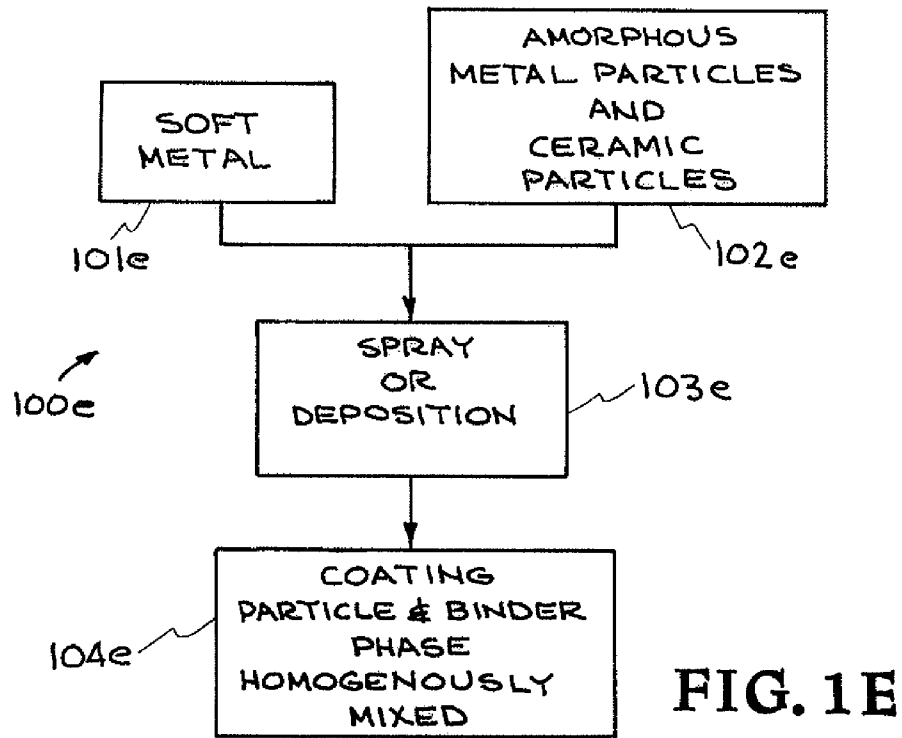 SOFT
METAL
101e
AMORPHOUS
METAL PARTICLES
AND
CERAMIC
PARTICLES
102e
SPRAY
OR
DEPOSITION
103e
100e
COATING
PARTICLE & BINDER
PHASE
HOMOGENOUSLY
MIXED
104e
FIG. 1E